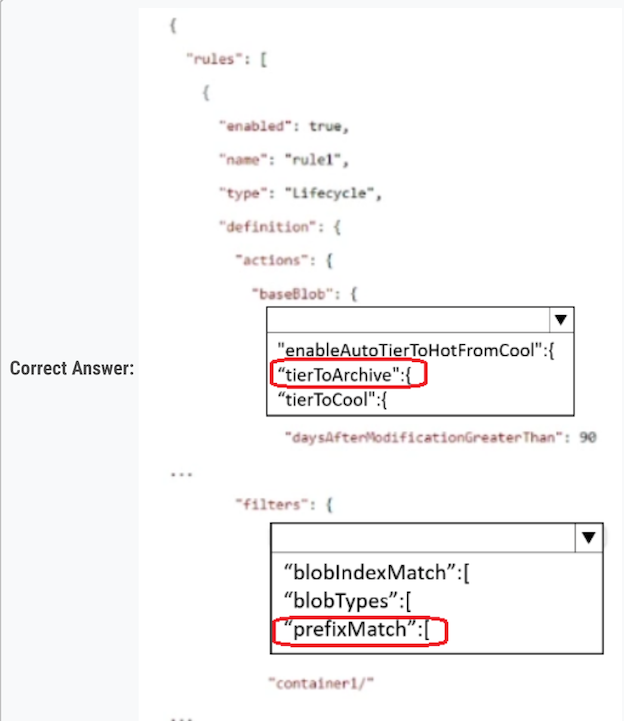 {
"rules": [
{
"enabled": true,
"name": "rule1",
"type": "Lifecycle",
"definition": {
"actions": {
"baseBlob": {
Correct Answer:
"enableAutoTierToHotFromCool":{
“tierToArchive":{
“tierToCool":{
"daysAfterModificationGreaterThan": 90
...
"filters": {
“blobIndexMatch”:[
“blobTypes”:[
“prefixMatch”:[
"container1/"
...